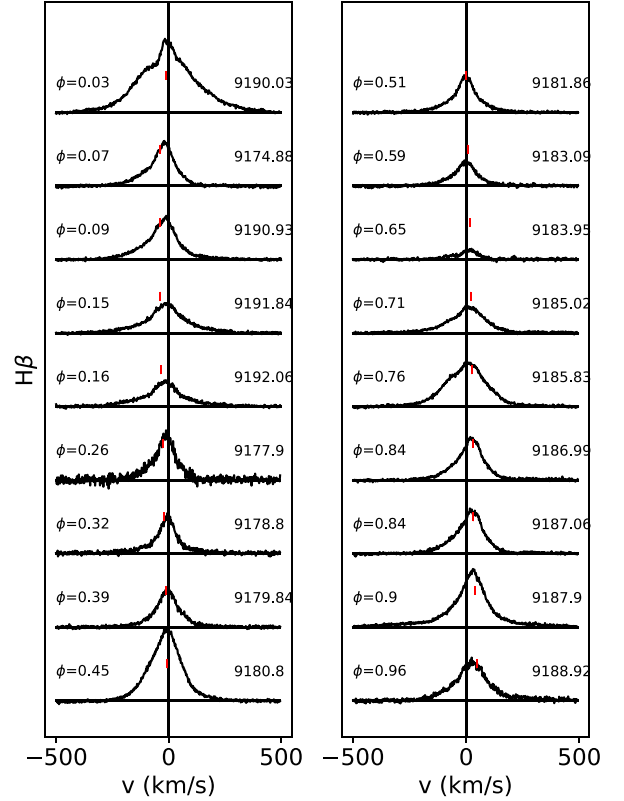 Hβ
ϕ=0.03 9190.03
ϕ=0.07 9174.88
ϕ=0.09 9190.93
ϕ=0.15 9191.84
ϕ=0.16 9192.06
ϕ=0.26 9177.9
ϕ=0.32 9178.8
ϕ=0.39 9179.84
ϕ=0.45 9180.8
−500 0 500
v (km/s)
ϕ=0.51 9181.86
ϕ=0.59 9183.09
ϕ=0.65 9183.95
ϕ=0.71 9185.02
ϕ=0.76 9185.83
ϕ=0.84 9186.99
ϕ=0.84 9187.06
ϕ=0.9 9187.9
ϕ=0.96 9188.92
−500 0 500
v (km/s)